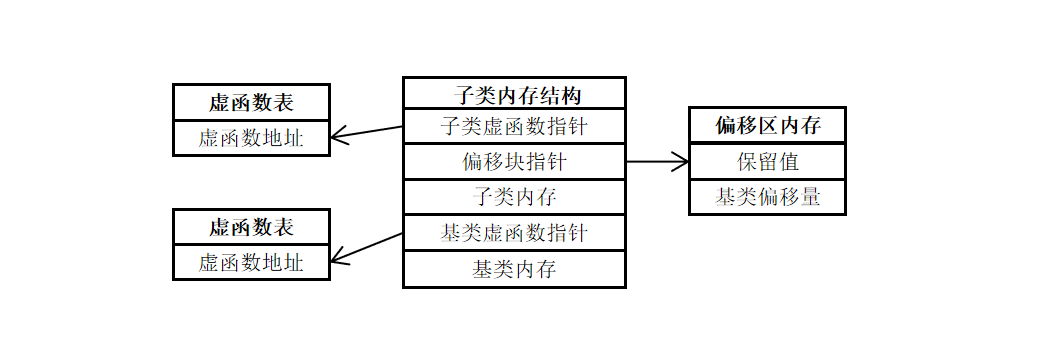 虚函数表
虚函数地址
虚函数表
虚函数地址
子类内存结构
子类虚函数指针
偏移块指针
子类内存
基类虚函数指针
基类内存
偏移区内存
保留值
基类偏移量